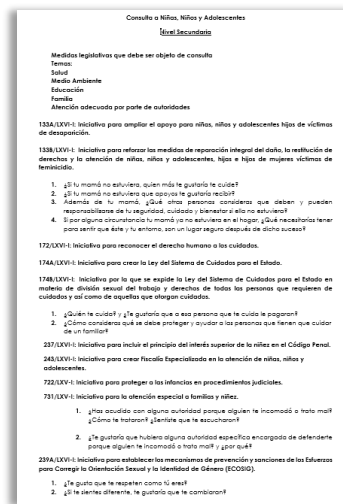 Consulta a Niñas, Niños y Adolescentes
Nivel Secundaria
Medidas legislativas que debe ser objeto de consulta
Temas:
Salud
Medio Ambiente
Educación
Familia
Atención adecuada por parte de autoridades
133A/LXVI-I: Iniciativa para ampliar el apoyo para niños, niñas y adolescentes hijos de víctimas
de desaparición.
133B/LXVI-I: Iniciativa para reforzar las medidas de reparación integral del daño, la restitución de
derechos y la atención de niñas, niños y adolescentes, hijas e hijos de mujeres víctimas de
feminicidio.
1. ¿Si tu mamá no estuviera, quien más te gustaría te cuide?
2. ¿Si tu mamá no estuviera que apoyos te gustaría recibir?
3. Además de tu mamá, ¿Qué otras personas consideras que deben y pueden
responsabilizarse de tu seguridad, cuidado y bienestar si ella no estuviera?
4. Si por alguna circunstancia tu mamá ya no estuviera en el hogar, ¿Qué necesitarías tener
para sentir que éste y tu entorno, son un lugar seguro después de dicho suceso?
172/LXVI-I: Iniciativa para reconocer el derecho humano a los cuidados.
174A/LXVI-I: Iniciativa para crear la Ley del Sistema de Cuidados para el Estado.
174B/LXVI-I: Iniciativa por la que se expide la Ley del Sistema de Cuidados para el Estado en
materia de división sexual del trabajo y derechos de todas las personas que requieren de
cuidados y así como de aquellas que otorgan cuidados.
1. ¿Quién te cuida? y ¿Te gustaría que a esa persona que te cuida le pagaran?
2. ¿Cómo consideras qué se debe proteger y ayudar a las personas que tienen que cuidar
de un familiar?
237/LXVI-I: Iniciativa para incluir el principio del interés superior de la niñez en el Código Penal.
243/LXVI-I: Iniciativa para crear Fiscalía Especializada en la atención de niñas, niños y
adolescentes.
722/LXV-I: Iniciativa para proteger a las infancias en procedimientos judiciales.
731/LXV-I: Iniciativa para la atención especial a familias y niñez.
1. ¿Has acudido con alguna autoridad porque alguien te incomodó o trato mal?
¿Cómo te trataron? ¿Sentiste que te escucharon?
2. ¿Te gustaría que hubiera alguna autoridad específica encargada de defenderte
porque alguien te incomodó o trato mal? y ¿por qué?
239A/LXVI-I: Iniciativa para establecer los mecanismos de prevención y sanciones de los Esfuerzos
para Corregir la Orientación Sexual y la Identidad de Género (ECOSIG).
1. ¿Te gusta que te respeten como tú eres?
2. ¿Si te sientes diferente, te gustaría que te cambiaran?